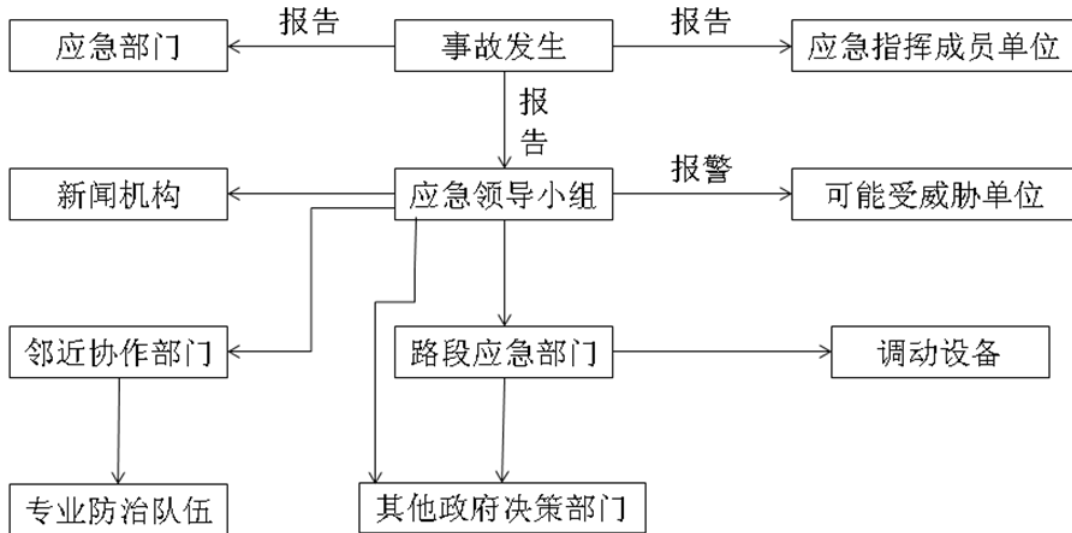 报告
报告
应急部门
事故发生
应急指挥成员单位
报
告
报警
新闻机构
应急领导小组
可能受威胁单位
邻近协作部门
路段应急部门
调动设备
专业防治队伍
其他政府决策部门